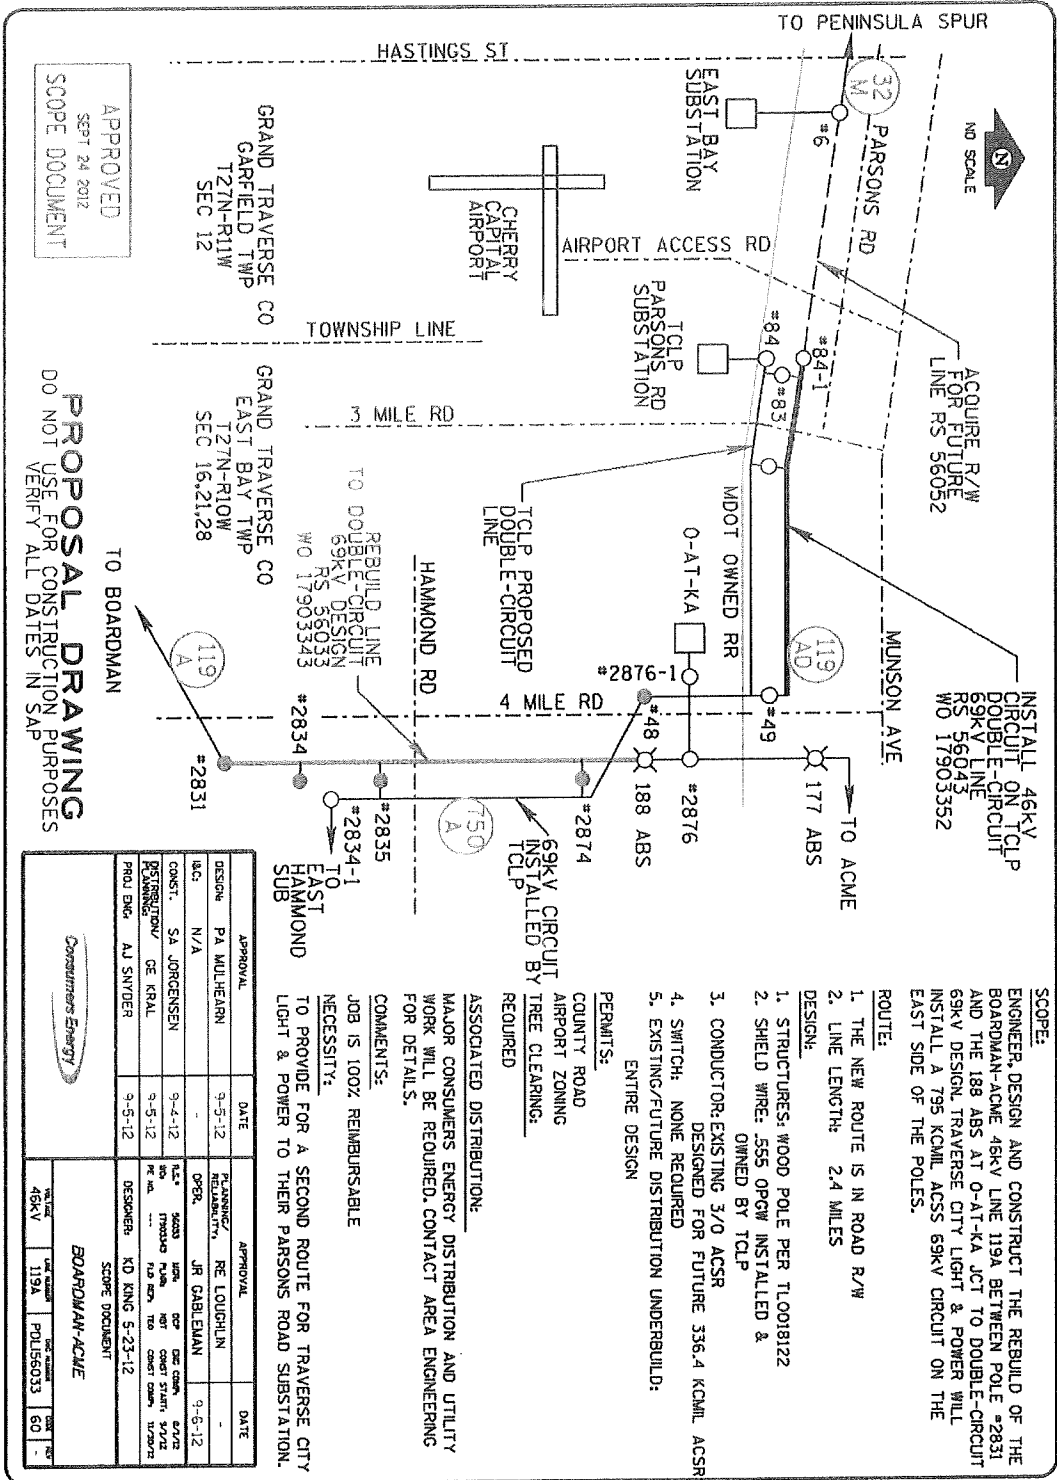 TO PENINSULA SPUR
HASTINGS ST
N
NO SCALE
32
M
PARSONS RD
#6
EAST BAY
SUBSTATION
APPROVED
SEPT 24 2012
SCOPE DOCUMENT
GRAND TRAVERSE CO
GARFIELD TWP
T27N-R11W
SEC 12
CHERRY
CAPITAL
AIRPORT
AIRPORT ACCESS RD
TOWNSHIP LINE
TCLP
PARSONS RD
SUBSTATION
#84
#84-1
#83
ACQUIRE R/W
FOR FUTURE
LINE RS 56052
3 MILE RD
GRAND TRAVERSE CO
EAST BAY TWP
T27N-R10W
SEC 16,21,28
MDOT OWNED RR
TCLP PROPOSED
DOUBLE-CIRCUIT
LINE
REBUILD LINE
TO DOUBLE-CIRCUIT
69kV DESIGN
RS 56033
WO 17903343
O-AT-KA
119
AD
MUNSON AVE
INSTALL 46kV
CIRCUIT ON TCLP
DOUBLE-CIRCUIT
69kV LINE
RS 56043
WO 17903352
HAMMOND RD
#2876-1
4 MILE RD
#48
#49
TO BOARDMAN
119
A
#2831
#2834
#2835
#2874
188 ABS
#2876
177 ABS
TO ACME
750
A
#2834-1
TO
EAST
HAMMOND
SUB
69kV CIRCUIT
INSTALLED BY
TCLP
PROPOSAL DRAWING
DO NOT USE FOR CONSTRUCTION PURPOSES
VERIFY ALL DATES IN SAP
SCOPE:
ENGINEER, DESIGN AND CONSTRUCT THE REBUILD OF THE
BOARDMAN-ACME 46kV LINE 119A BETWEEN POLE #2831
AND THE 188 ABS AT O-AT-KA JCT TO DOUBLE-CIRCUIT
69kV DESIGN. TRAVERSE CITY LIGHT & POWER WILL
INSTALL A 795 KCMIL ACSS 69kV CIRCUIT ON THE
EAST SIDE OF THE POLES.
ROUTE:
1. THE NEW ROUTE IS IN ROAD R/W
2. LINE LENGTH: 2.4 MILES
DESIGN:
1. STRUCTURES: WOOD POLE PER TL0018122
2. SHIELD WIRE: .555 OPGW INSTALLED &
OWNED BY TCLP
3. CONDUCTOR: EXISTING 3/0 ACSR
DESIGNED FOR FUTURE 336.4 KCMIL ACSR
4. SWITCH: NONE REQUIRED
5. EXISTING/FUTURE DISTRIBUTION UNDERBUILD:
ENTIRE DESIGN
PERMITS:
COUNTY ROAD
AIRPORT ZONING
TREE CLEARING:
REQUIRED
ASSOCIATED DISTRIBUTION:
MAJOR CONSUMERS ENERGY DISTRIBUTION AND UTILITY
WORK WILL BE REQUIRED. CONTACT AREA ENGINEERING
FOR DETAILS.
COMMENTS:
JOB IS 100% REIMBURSABLE
NECESSITY:
TO PROVIDE FOR A SECOND ROUTE FOR TRAVERSE CITY
LIGHT & POWER TO THEIR PARSONS ROAD SUBSTATION.
APPROVAL DATE APPROVAL DATE
DESIGN: PA MULHEARN 9-5-12 PLANNING/ RELIABILITY: RE LOUGHLIN -
I&C: N/A - OPER. JR GABLEMAN 9-6-12
CONST. SA JORGENSEN 9-4-12
DISTRIBUTION/ PLANNING: GE KRAL 9-5-12
PROJ ENG: AJ SNYDER 9-5-12 DESIGNER: KD KING 5-23-12
Consumers Energy
SCOPE DOCUMENT
BOARDMAN-ACME
VOLTAGE LINE NUMBER
46kV 119A PDLI56033 60 -